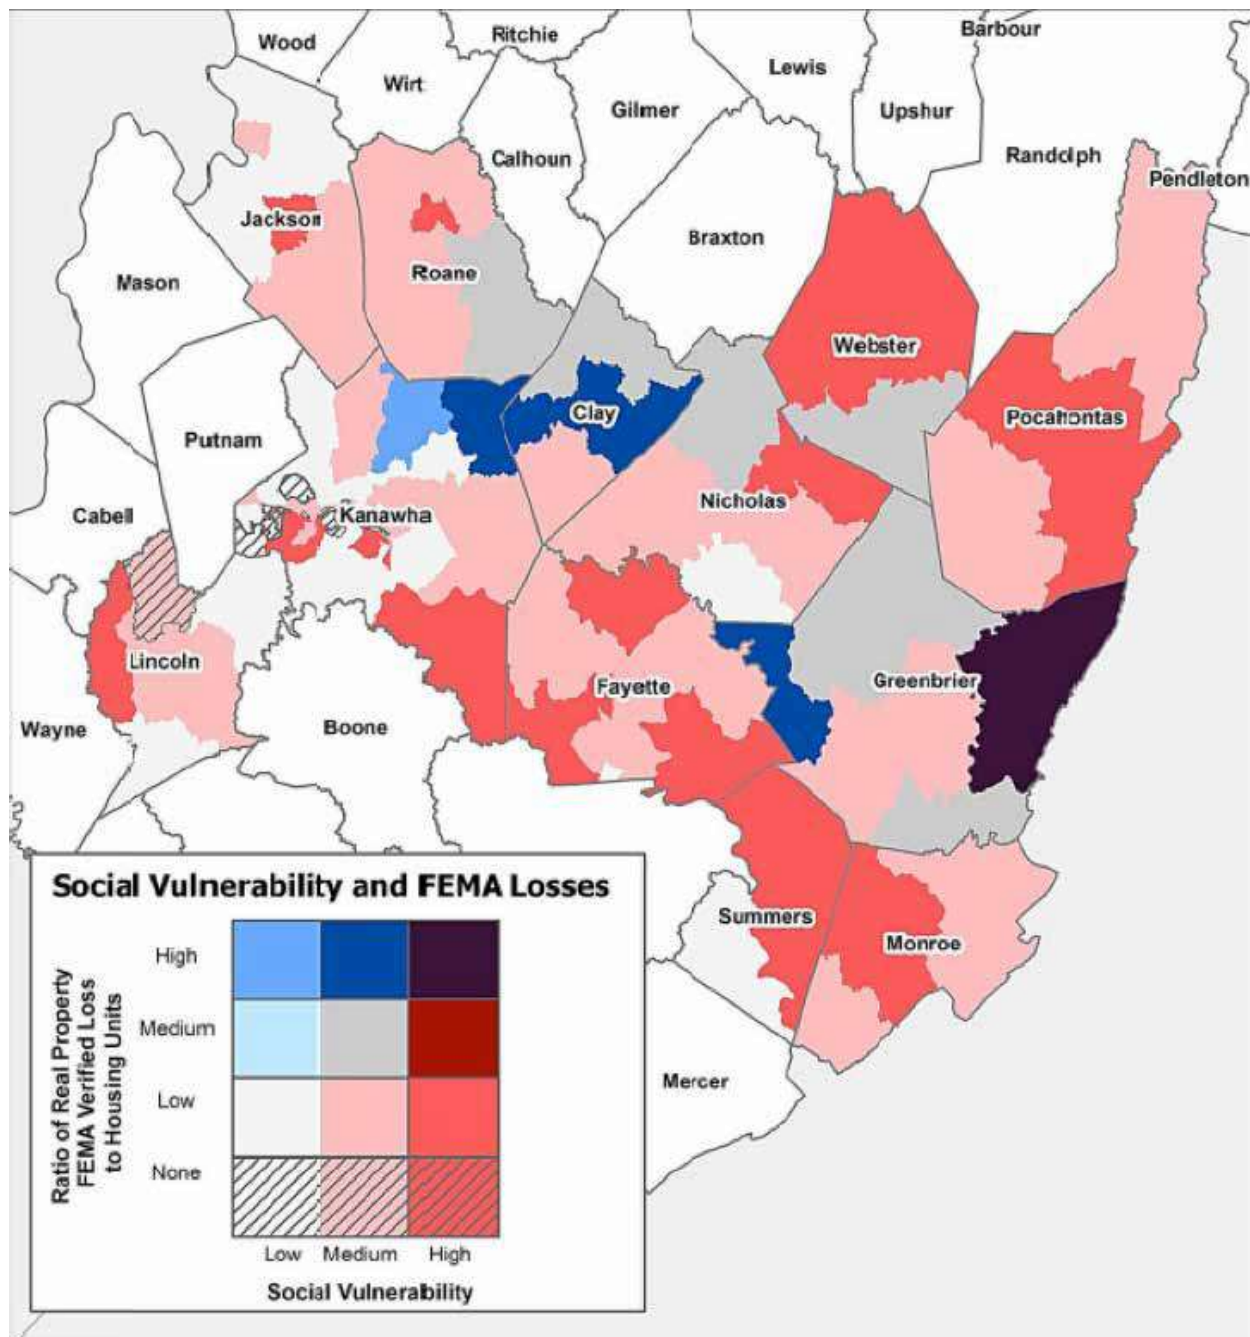 Wood
Ritchie
Barbour
Wirt
Lewis
Gilmer
Upshur
Calhoun
Randolph
Pendleton
Jackson
Braxton
Roane
Mason
Webster
Clay
Pocahontas
Putnam
Nicholas
Cabell
Kanawha
Lincoln
Greenbrier
Fayette
Wayne
Boone
Summers
Monroe
Mercer
Social Vulnerability and FEMA Losses
Ratio of Real Property
FEMA Verified Loss
to Housing Units
High
Medium
Low
None
Low Medium High
Social Vulnerability